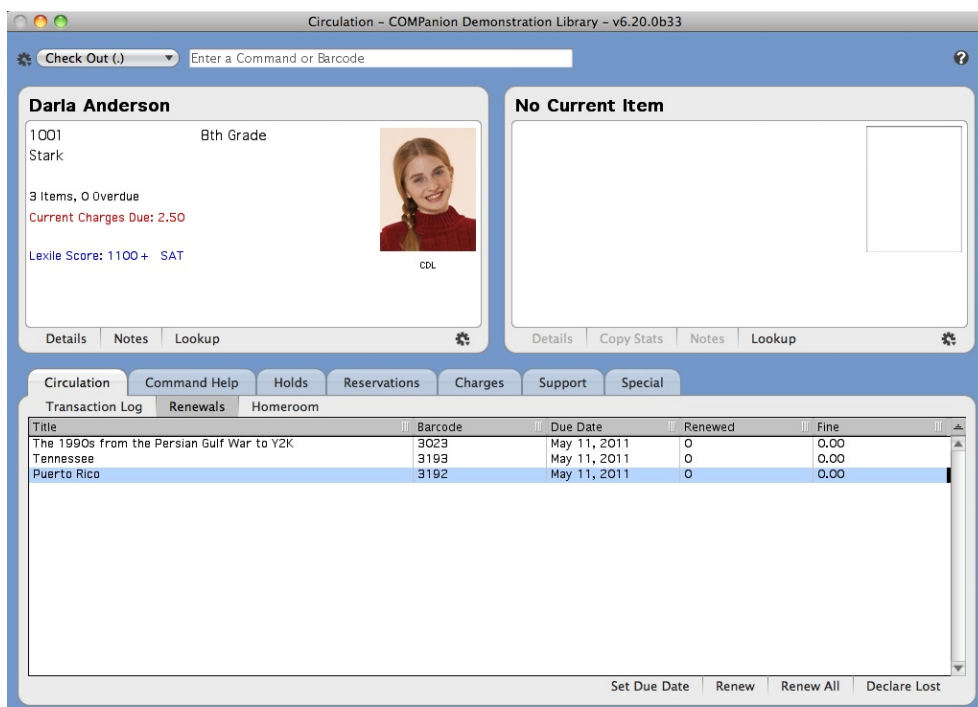 Circulation – COMPanion Demonstration Library – v6.20.0b33
Check Out (.) Enter a Command or Barcode ?
Darla Anderson
1001 8th Grade
Stark
3 Items, 0 Overdue
Current Charges Due: 2.50
Lexile Score: 1100 + SAT
CDL
Details Notes Lookup
No Current Item
Details Copy Stats Notes Lookup
Circulation Command Help Holds Reservations Charges Support Special
Transaction Log Renewals Homeroom
Title Barcode Due Date Renewed Fine
The 1990s from the Persian Gulf War to Y2K 3023 May 11, 2011 0 0.00
Tennessee 3193 May 11, 2011 0 0.00
Puerto Rico 3192 May 11, 2011 0 0.00
Set Due Date Renew Renew All Declare Lost